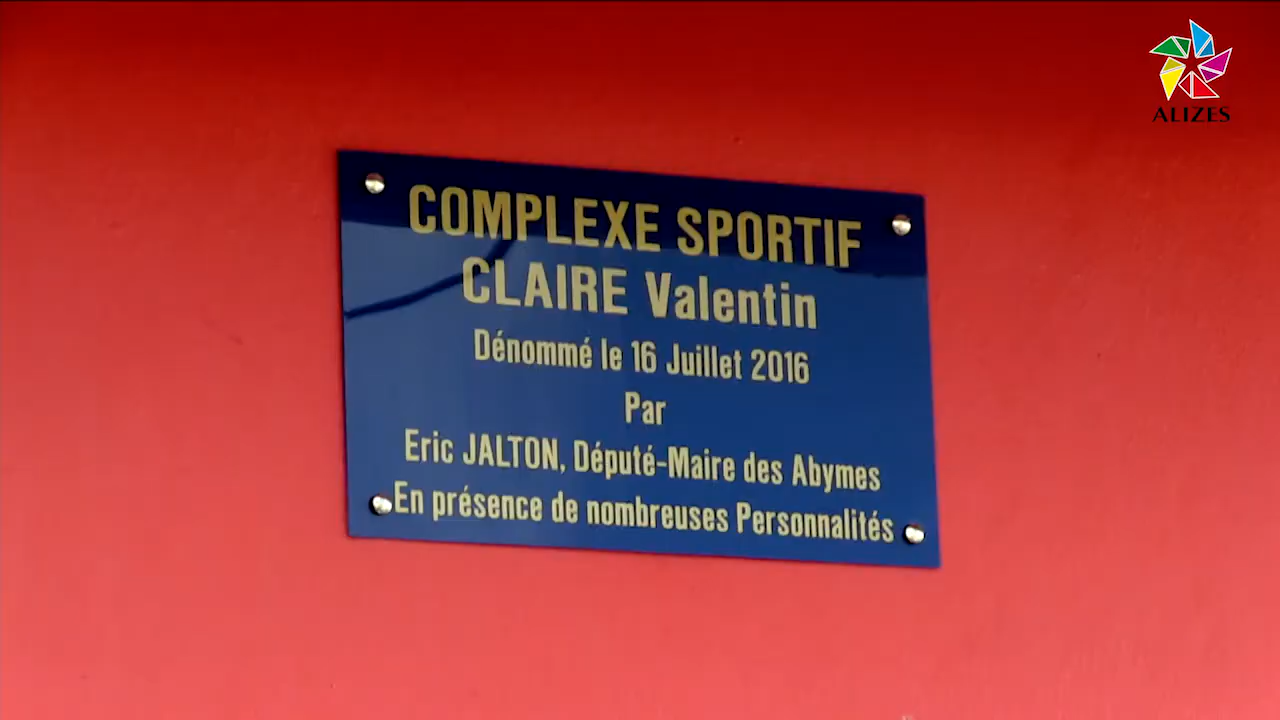 ALIZES
COMPLEXE SPORTIF
CLAIRE Valentin
Dénommé le 16 Juillet 2016
Par
Eric JALTON, Député-Maire des Abymes
En présence de nombreuses Personnalités